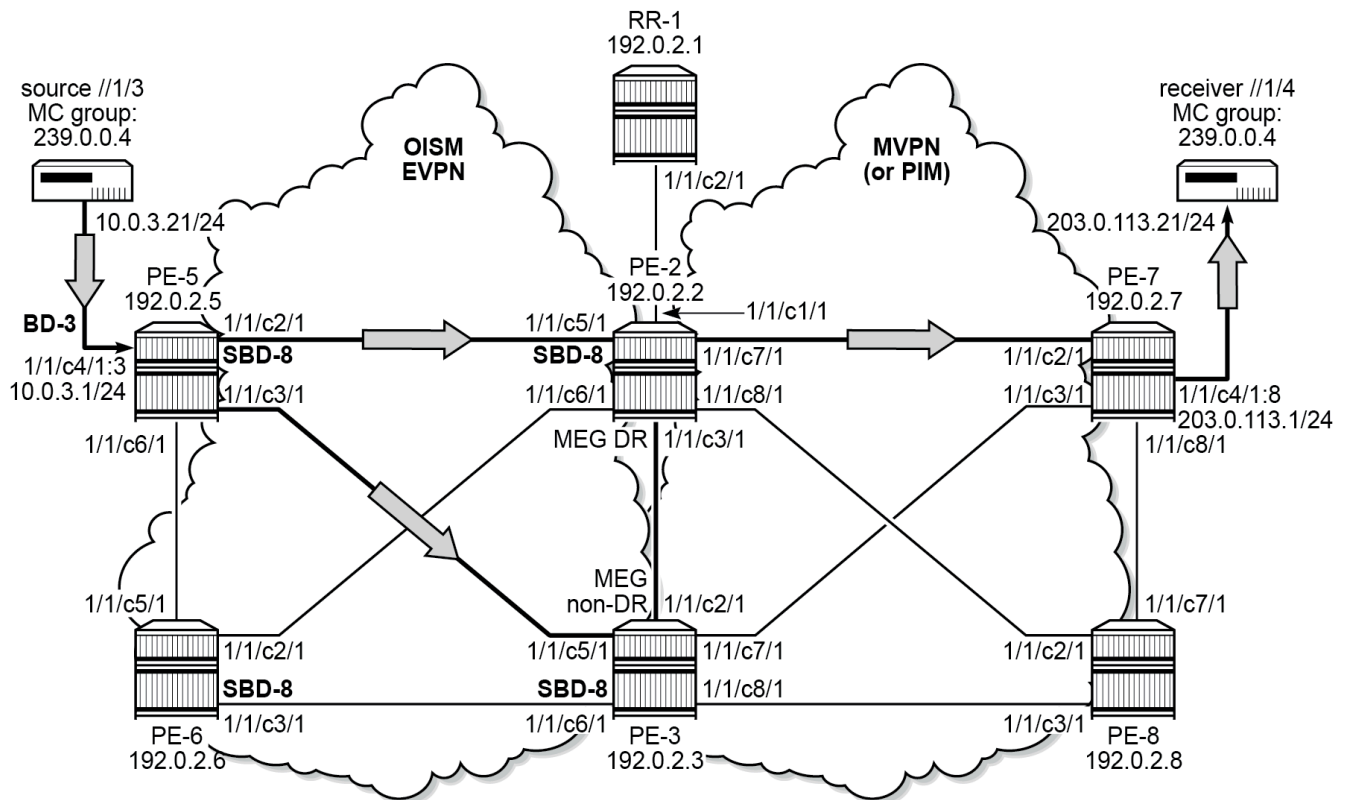 RR-1
192.0.2.1
source //1/3
MC group:
239.0.0.4
receiver //1/4
MC group:
239.0.0.4
OISM
EVPN
MVPN
(or PIM)
1/1/c2/1
10.0.3.21/24
203.0.113.21/24
PE-5
192.0.2.5
PE-2
192.0.2.2
PE-7
192.0.2.7
1/1/c1/1
BD-3
1/1/c2/1
1/1/c5/1
SBD-8
SBD-8
1/1/c7/1
1/1/c2/1
1/1/c4/1:3
10.0.3.1/24
1/1/c3/1
1/1/c6/1
1/1/c8/1
1/1/c3/1
1/1/c4/1:8
203.0.113.1/24
1/1/c6/1
MEG DR
1/1/c3/1
1/1/c8/1
MEG
non-DR
1/1/c5/1
1/1/c2/1
1/1/c7/1
1/1/c2/1
1/1/c5/1
1/1/c7/1
1/1/c2/1
SBD-8
SBD-8
1/1/c8/1
1/1/c3/1
1/1/c6/1
1/1/c3/1
PE-6
192.0.2.6
PE-3
192.0.2.3
PE-8
192.0.2.8